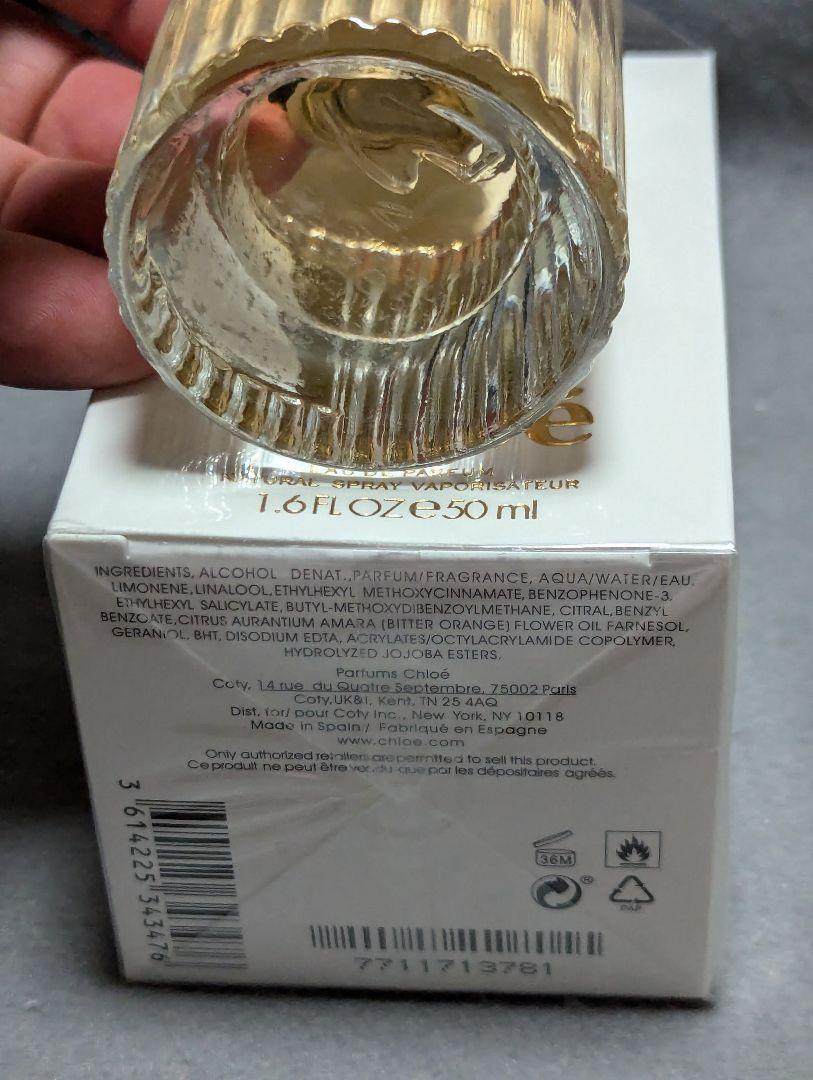 é
EAU DE PARFUM
NATURAL SPRAY VAPORISATEUR
1.6 FL OZ e 50 ml
INGREDIENTS, ALCOHOL DENAT., PARFUM/FRAGRANCE, AQUA/WATER/EAU.
LIMONENE, LINALOOL, ETHYLHEXYL METHOXYCINNAMATE, BENZOPHENONE-3,
ETHYLHEXYL SALICYLATE, BUTYL-METHOXYDIBENZOYLMETHANE, CITRAL, BENZYL
BENZOATE, CITRUS AURANTIUM AMARA (BITTER ORANGE) FLOWER OIL FARNESOL,
GERANIOL, BHT, DISODIUM EDTA, ACRYLATES/OCTYLACRYLAMIDE COPOLYMER,
HYDROLYZED JOJOBA ESTERS.
Parfums Chloé
Coty, 14 rue du Quatre Septembre, 75002 Paris
Coty, UK&I, Kent, TN 25 4AQ
Dist. for/ pour Coty Inc., New York, NY 10118
Made in Spain / Fabriqué en Espagne
www.chloe.com
Only authorized retailers are permitted to sell this product.
Ce produit ne peut être vendu que par les dépositaires agréés.
3 614225 343476
36M
®
PAP
7711713781